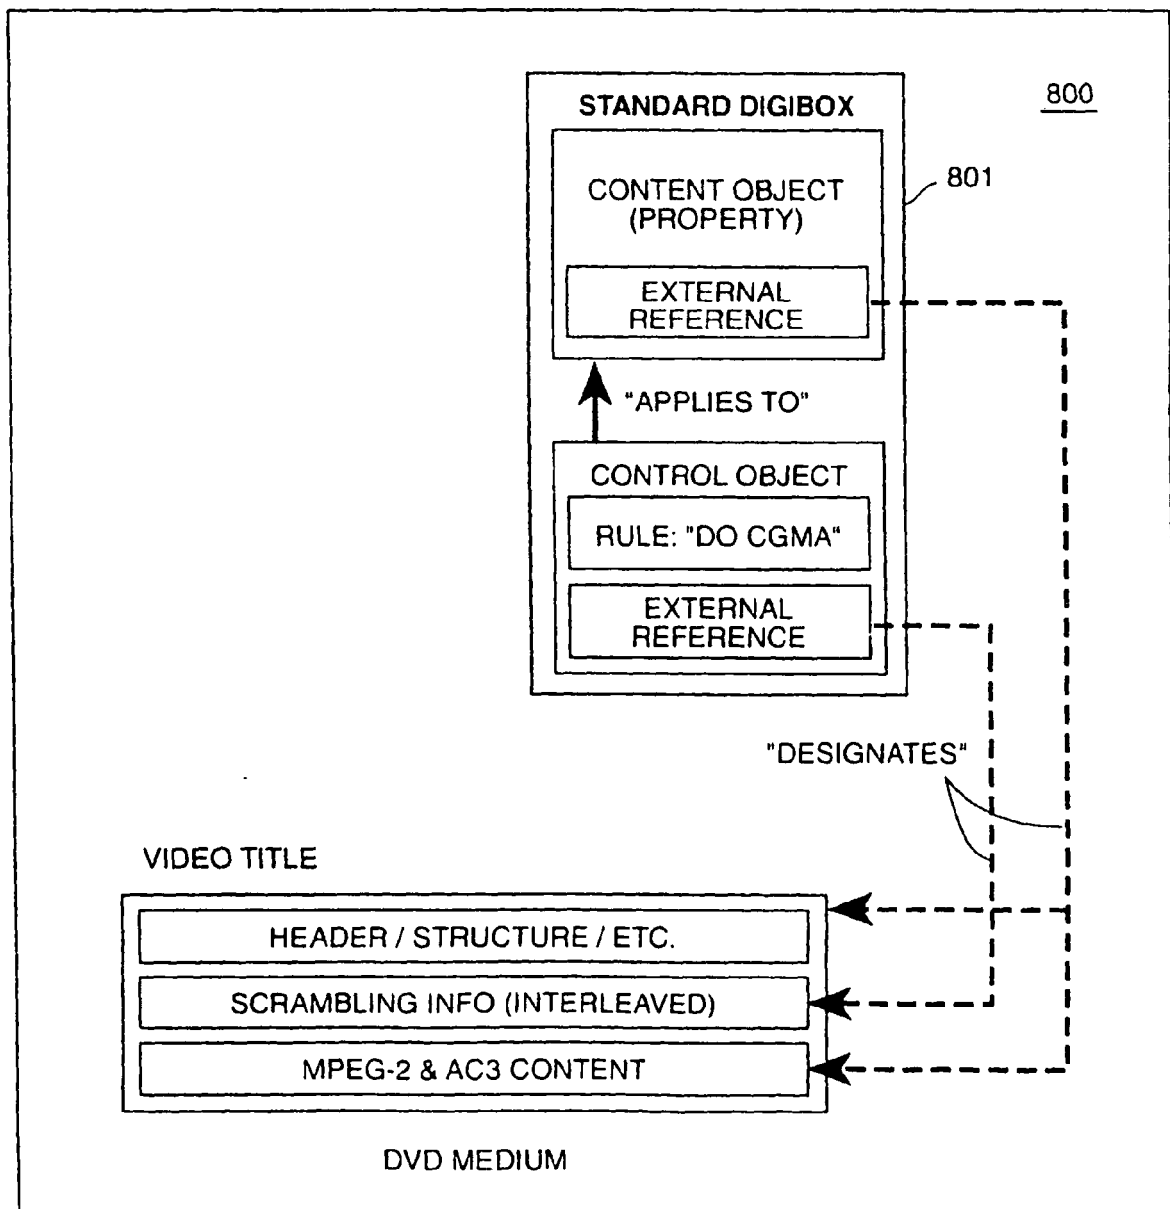 800
STANDARD DIGIBOX
801
CONTENT OBJECT
(PROPERTY)
EXTERNAL
REFERENCE
"APPLIES TO"
CONTROL OBJECT
RULE: "DO CGMA"
EXTERNAL
REFERENCE
"DESIGNATES"
VIDEO TITLE
HEADER / STRUCTURE / ETC.
SCRAMBLING INFO (INTERLEAVED)
MPEG-2 & AC3 CONTENT
DVD MEDIUM